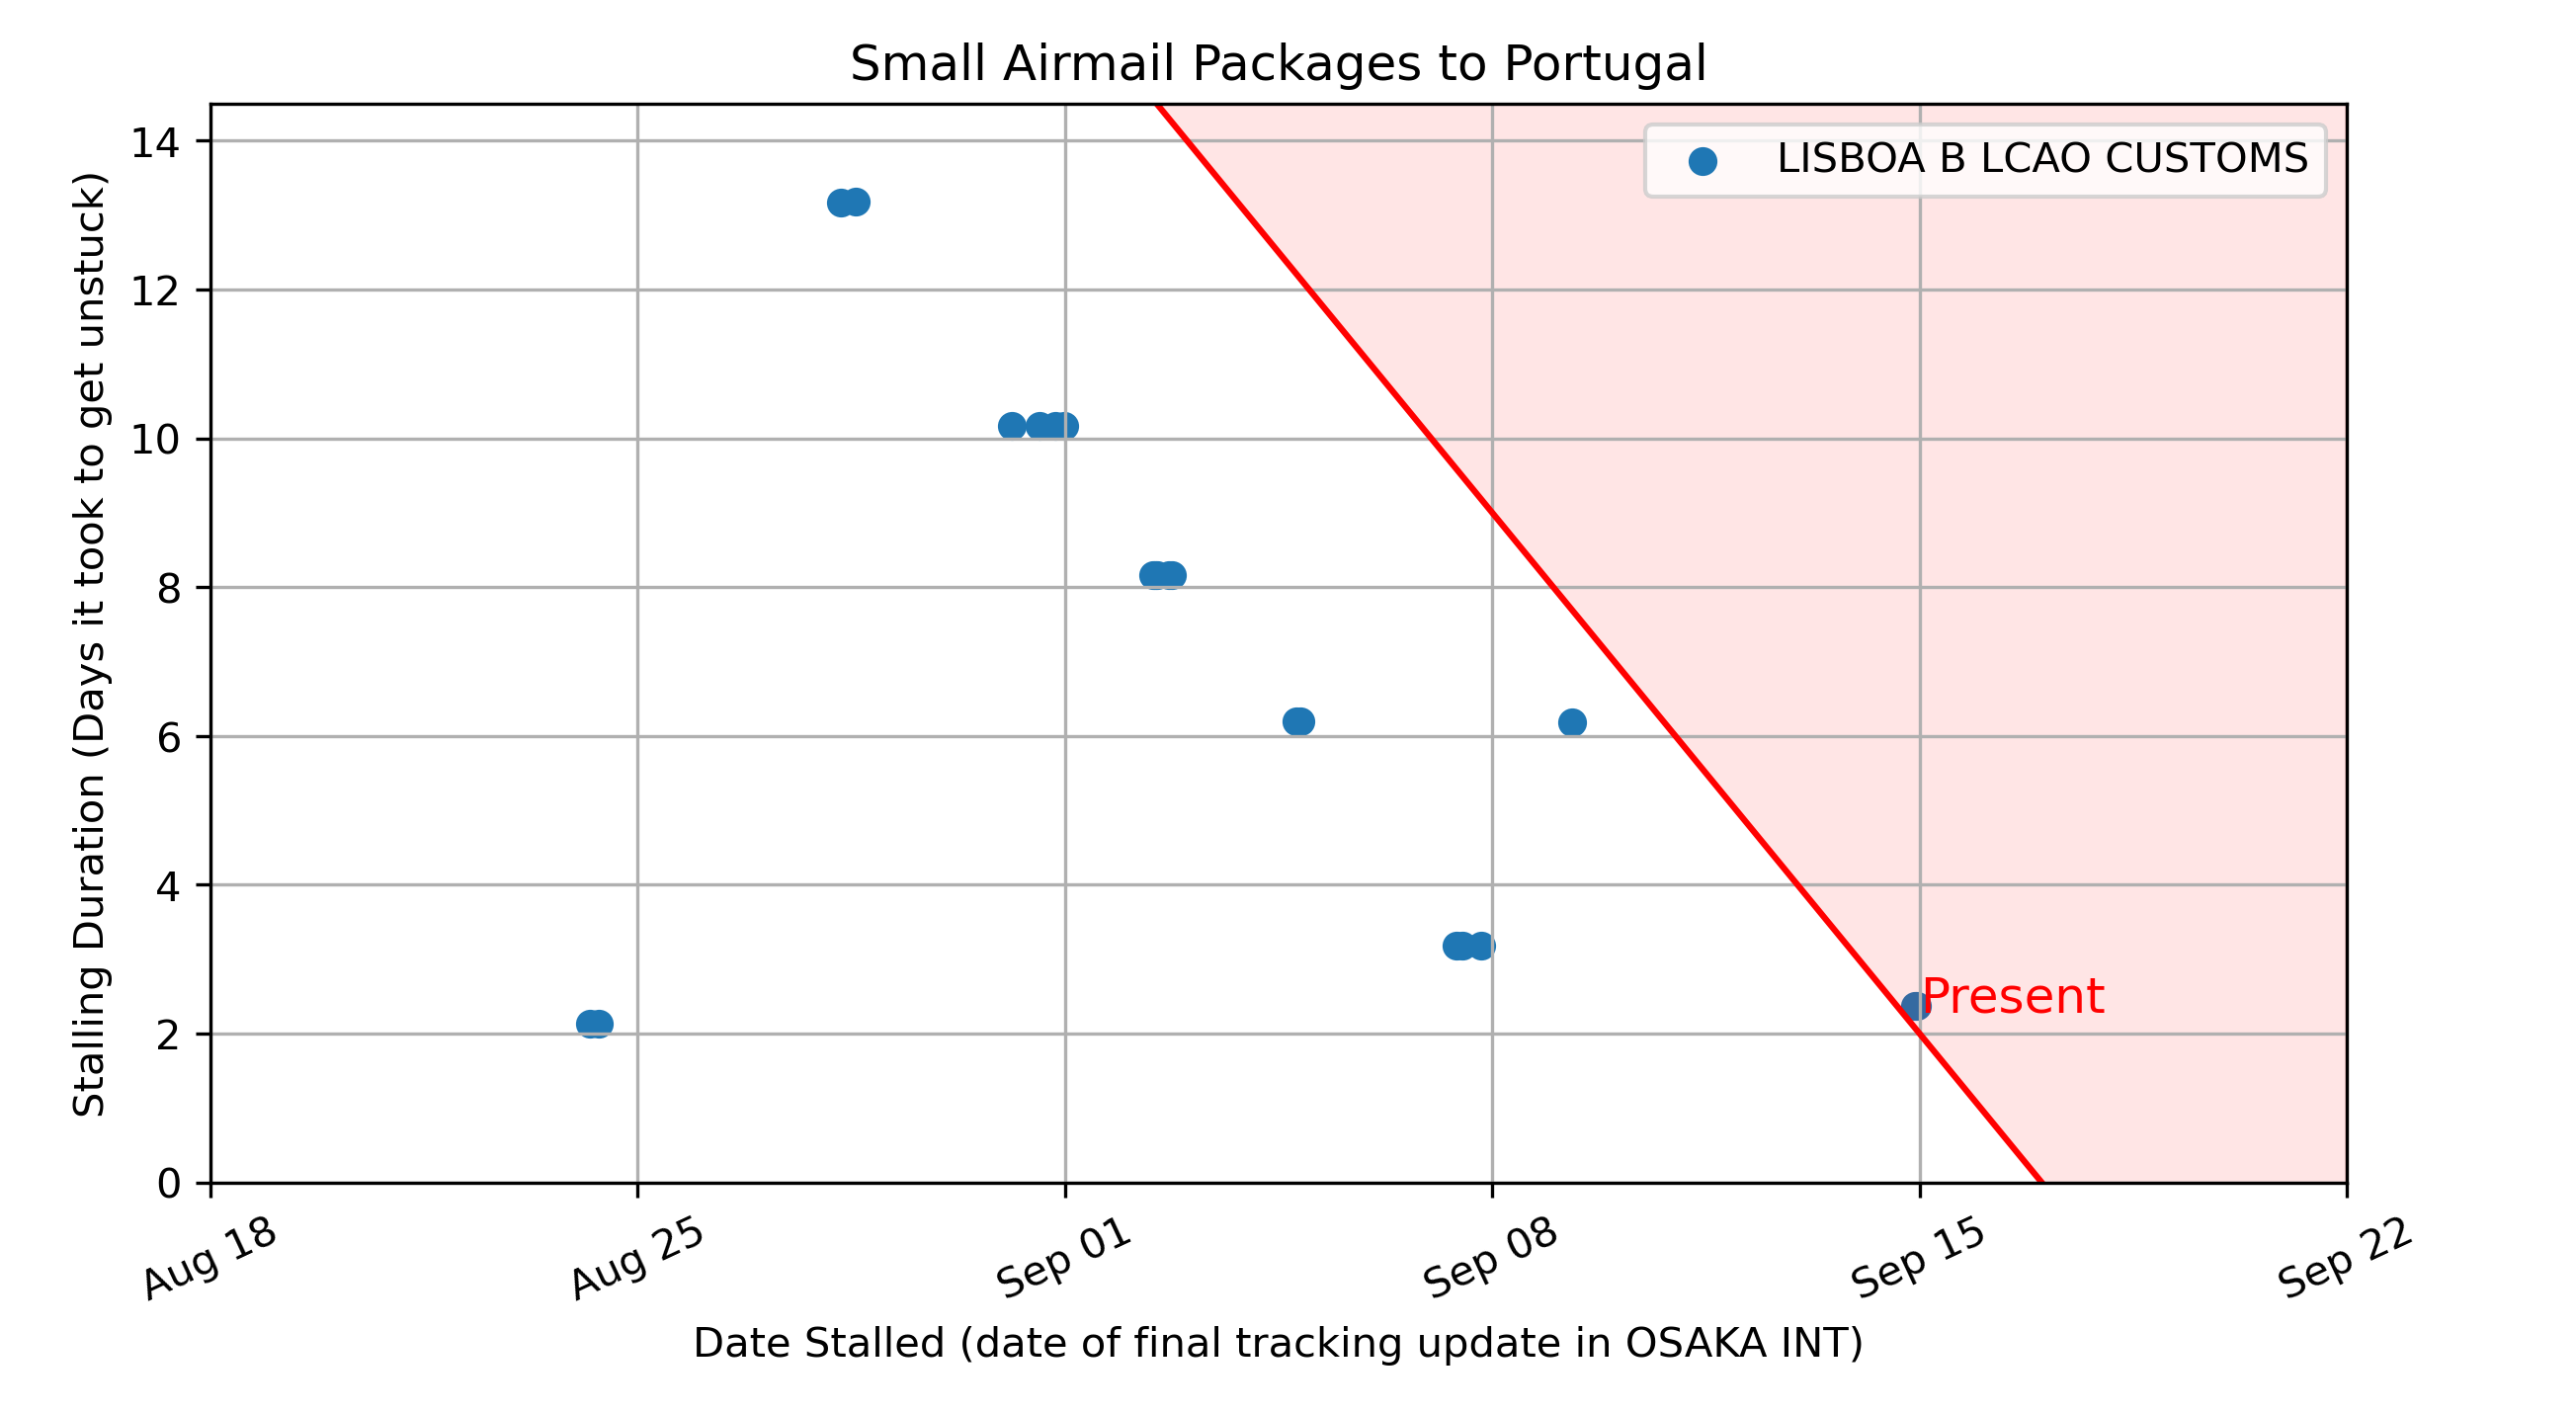 Small Airmail Packages to Portugal
LISBOA B LCAO CUSTOMS
Stalling Duration (Days it took to get unstuck)
14
12
10
8
6
4
2
0
Present
Aug 18
Aug 25
Sep 01
Sep 08
Sep 15
Sep 22
Date Stalled (date of final tracking update in OSAKA INT)